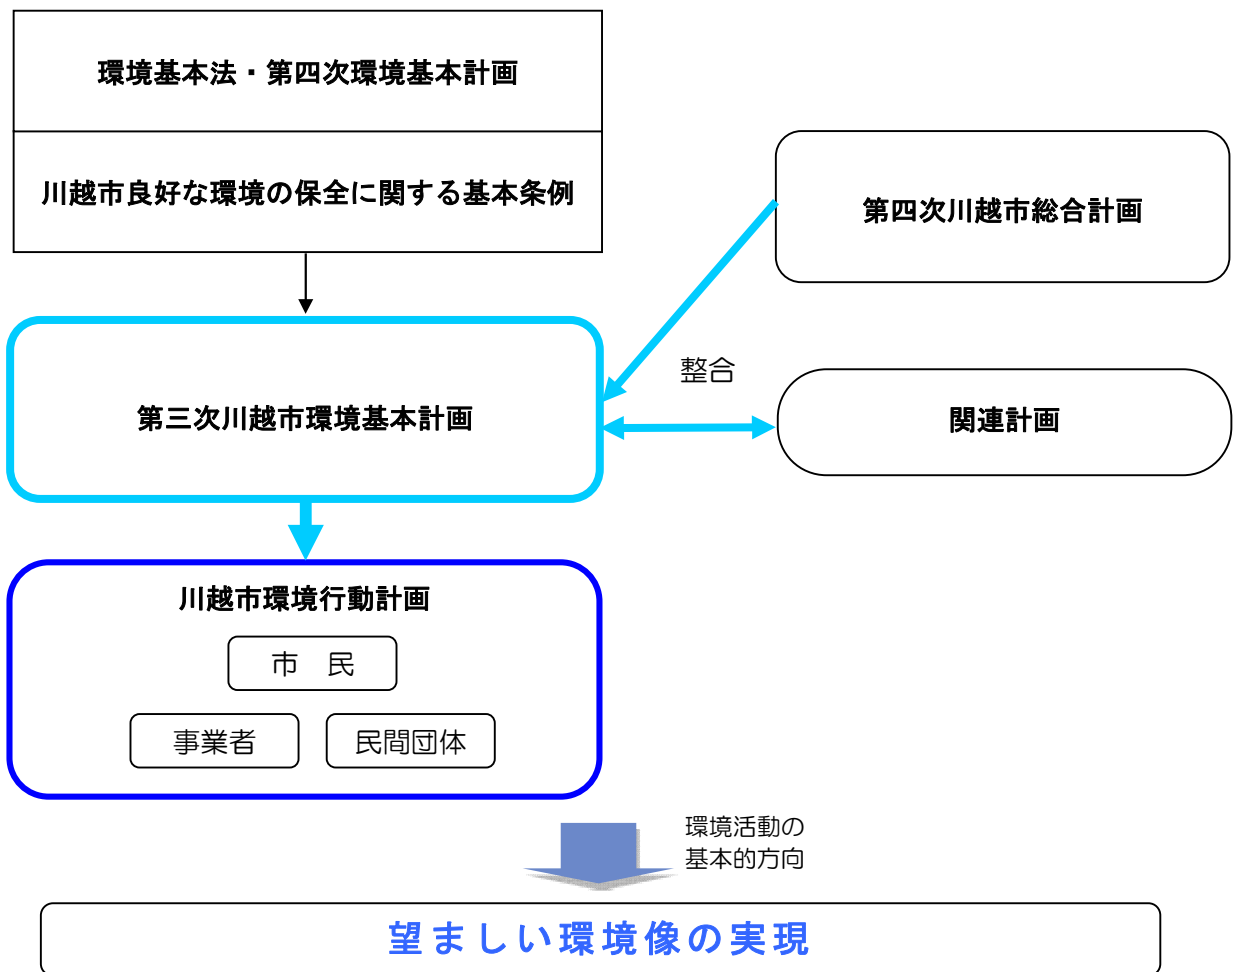 環境基本法・第四次環境基本計画
川越市良好な環境の保全に関する基本条例
第四次川越市総合計画
整合
第三次川越市環境基本計画
関連計画
川越市環境行動計画
市　民
事業者
民間団体
環境活動の
基本的方向
望ましい環境像の実現